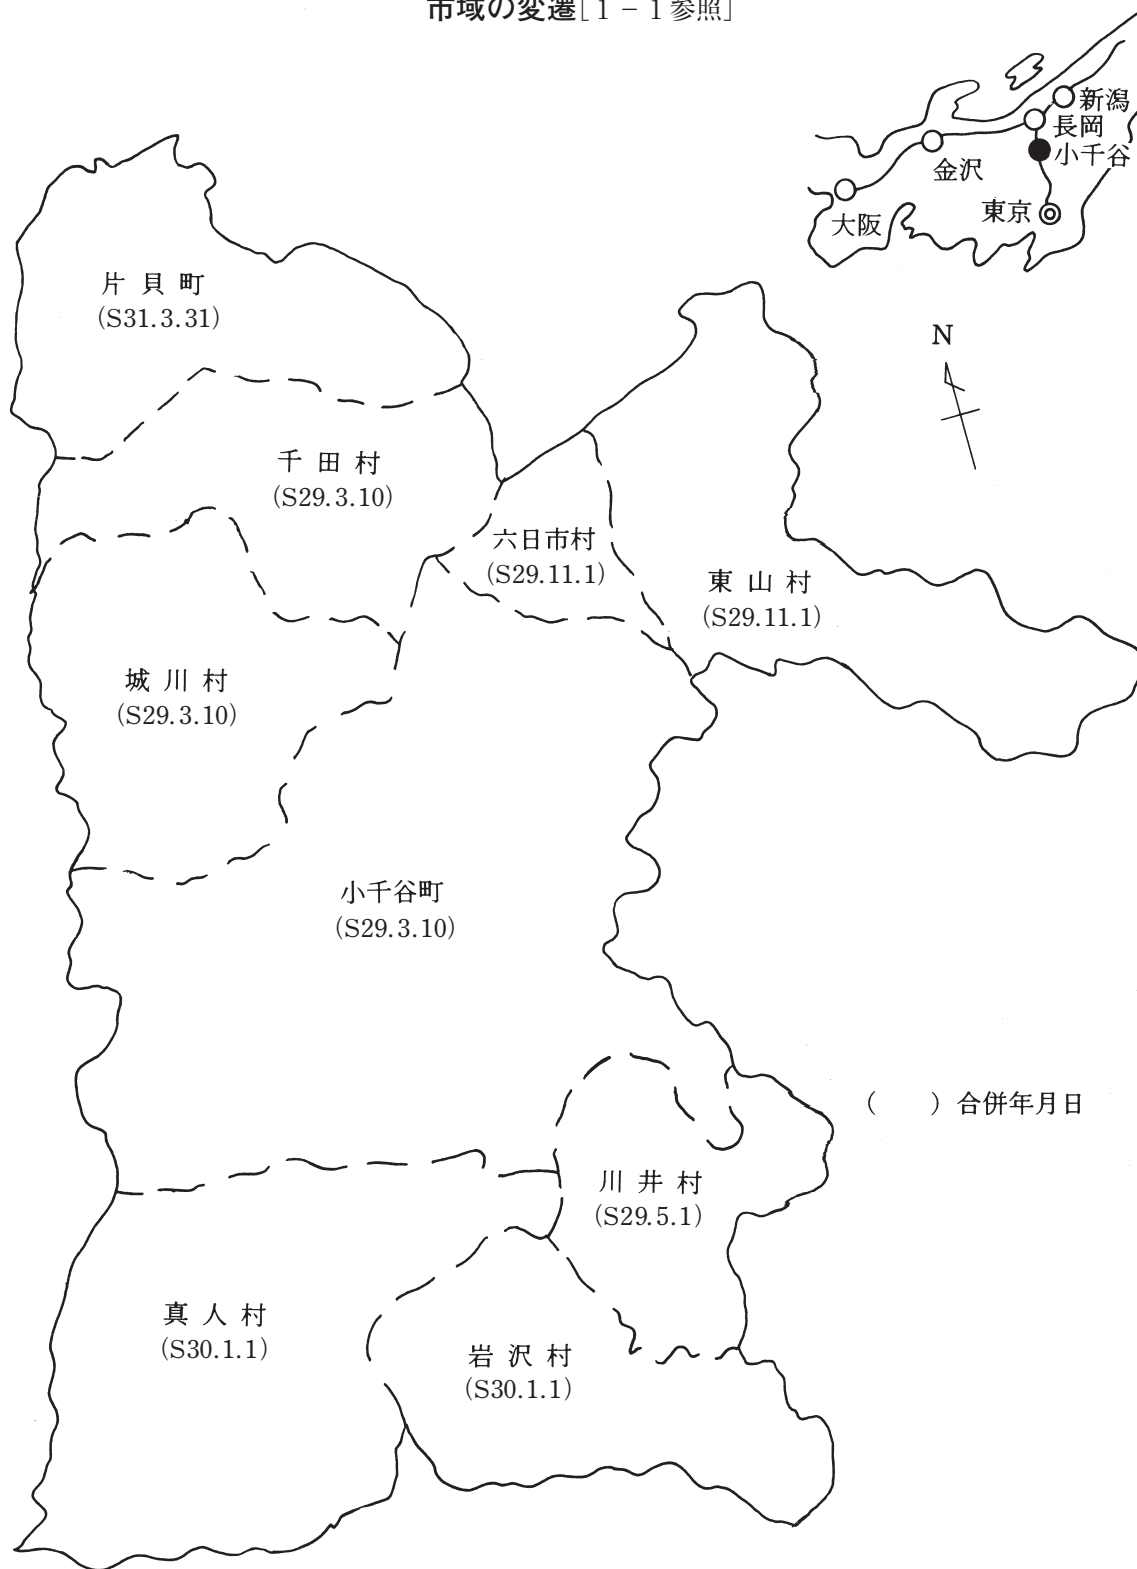 市域の変遷[1－1参照]
新潟
長岡
小千谷
金沢
大阪
東京
N
片貝町
(S31.3.31)
千田村
(S29.3.10)
六日市村
(S29.11.1)
東山村
(S29.11.1)
城川村
(S29.3.10)
小千谷町
(S29.3.10)
(　　)合併年月日
川井村
(S29.5.1)
真人村
(S30.1.1)
岩沢村
(S30.1.1)